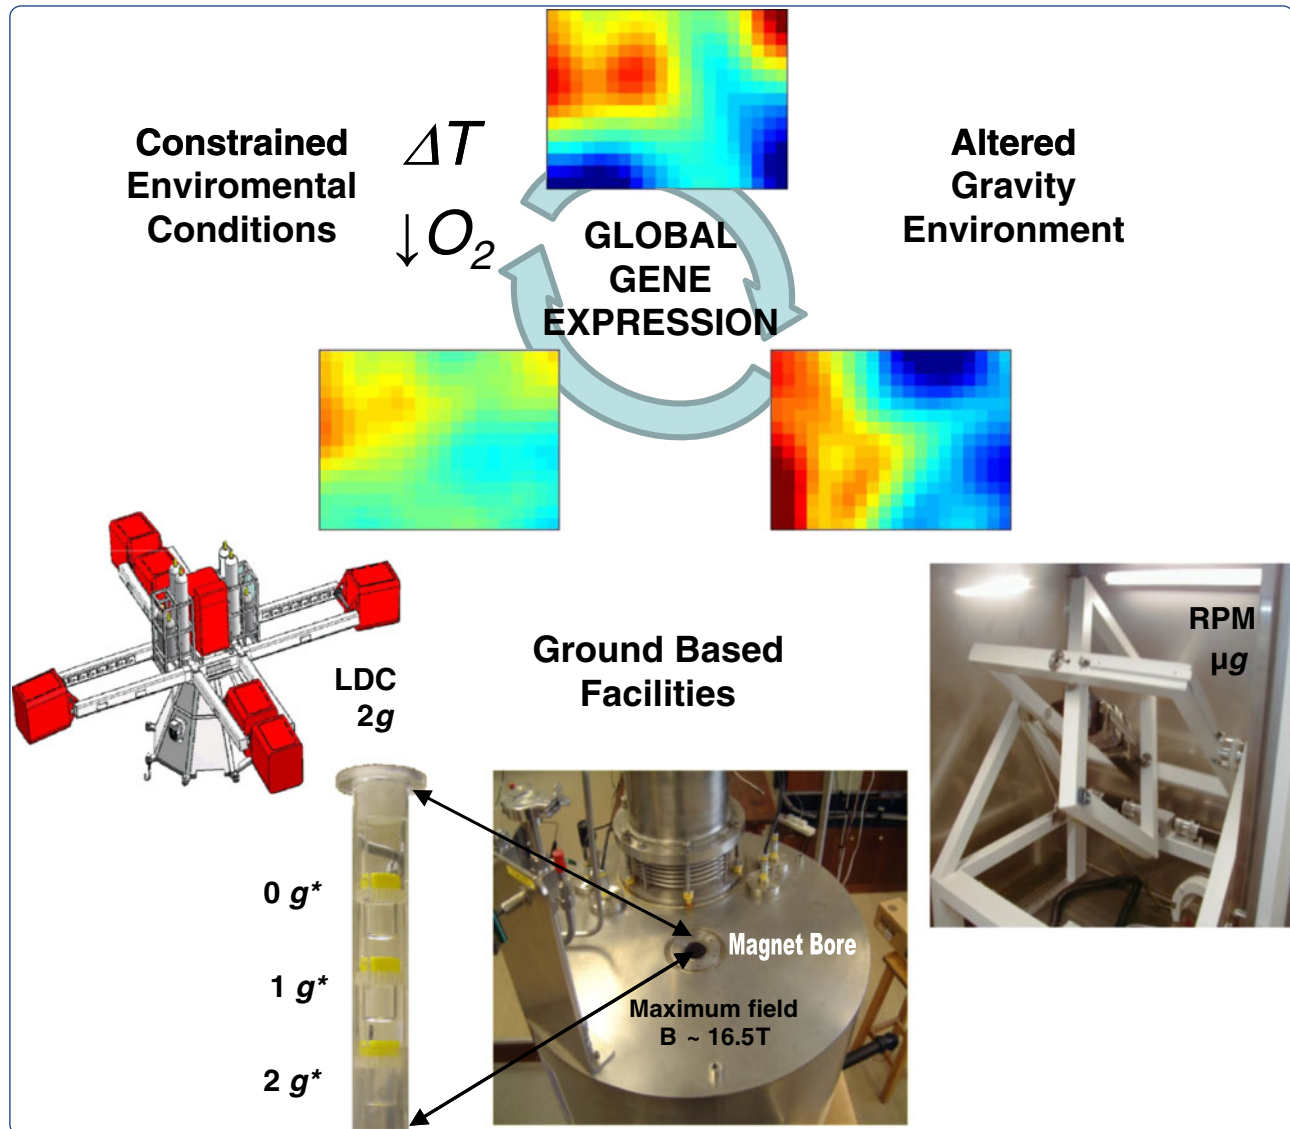 Constrained
Enviromental
Conditions
ΔT
↓O₂
GLOBAL
GENE
EXPRESSION
Altered
Gravity
Environment
LDC
2g
Ground Based
Facilities
RPM
µg
0 g*
1 g*
2 g*
Magnet Bore
Maximum field
B ~ 16.5T